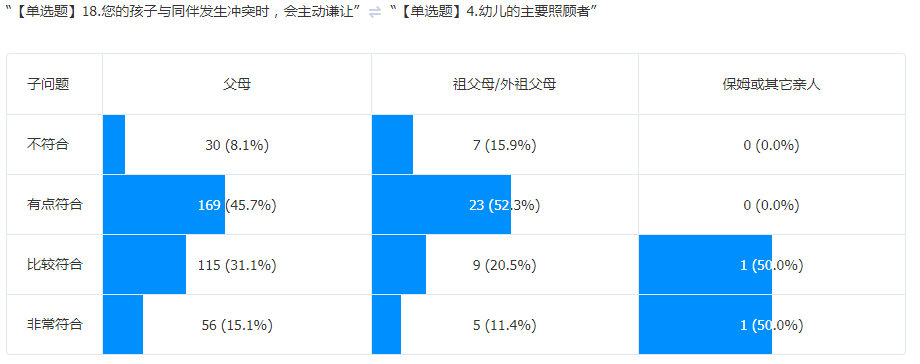 “【单选题】18.您的孩子与同伴发生冲突时，会主动谦让” ⇌ “【单选题】4.幼儿的主要照顾者”
子问题 父母 祖父母/外祖父母 保姆或其它亲人
不符合 30 (8.1%) 7 (15.9%) 0 (0.0%)
有点符合 169 (45.7%) 23 (52.3%) 0 (0.0%)
比较符合 115 (31.1%) 9 (20.5%) 1 (50.0%)
非常符合 56 (15.1%) 5 (11.4%) 1 (50.0%)